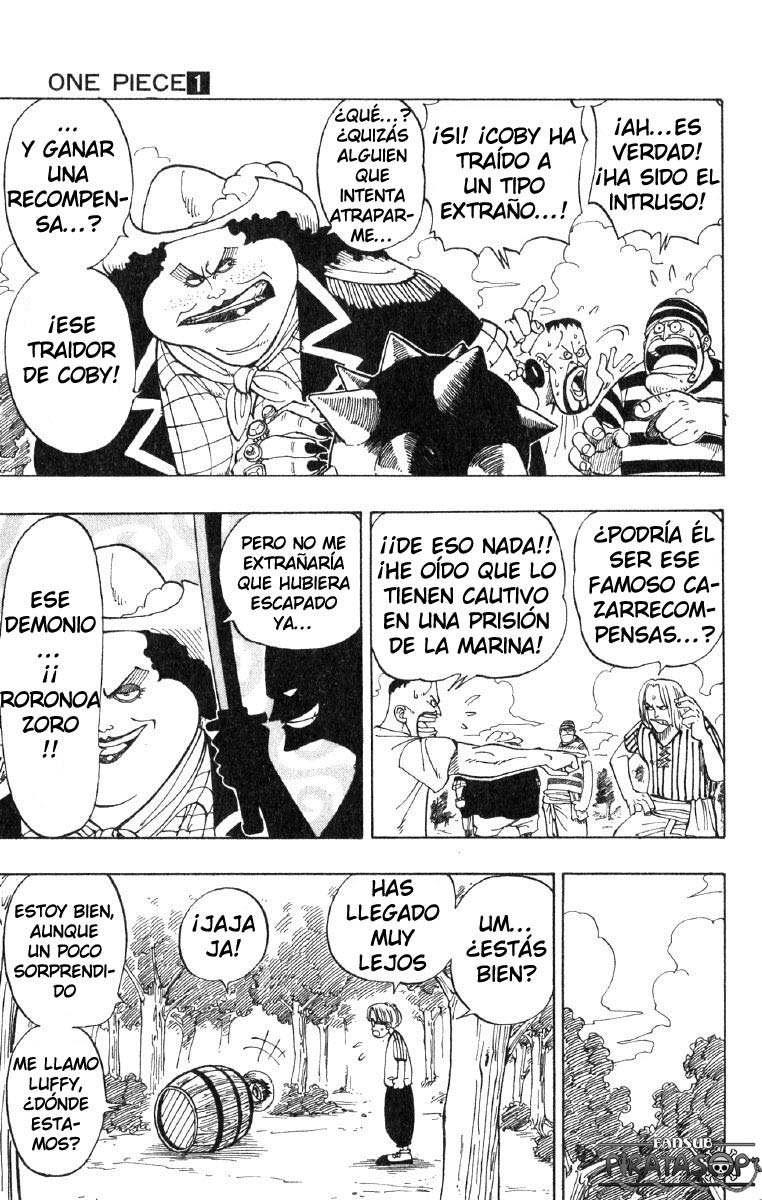 ONE PIECE 1
¡AH...ES
VERDAD!
¡HA SIDO EL
INTRUSO!
¡SI! ¡COBY HA
TRAÍDO A
UN TIPO
EXTRAÑO...!
¿QUÉ...?
¿QUIZÁS
ALGUIEN
QUE
INTENTA
ATRAPAR-
ME...
...
Y GANAR
UNA
RECOMPEN-
SA...?
¡ESE
TRAIDOR
DE COBY!
¿PODRÍA ÉL
SER ESE
FAMOSO CA-
ZARRECOM-
PENSAS...?
¡¡DE ESO NADA!!
¡HE OÍDO QUE LO
TIENEN CAUTIVO
EN UNA PRISIÓN
DE LA MARINA!
PERO NO ME
EXTRAÑARÍA
QUE HUBIERA
ESCAPADO
YA...
ESE
DEMONIO
...
¡¡
RORONOA
ZORO
!!
UM...
¿ESTÁS
BIEN?
HAS
LLEGADO
MUY
LEJOS
¡JAJA
JA!
ESTOY BIEN,
AUNQUE
UN POCO
SORPRENDI-
DO
ME LLAMO
LUFFY,
¿DÓNDE
ESTA-
MOS?
FANSUB
PIRATASOP